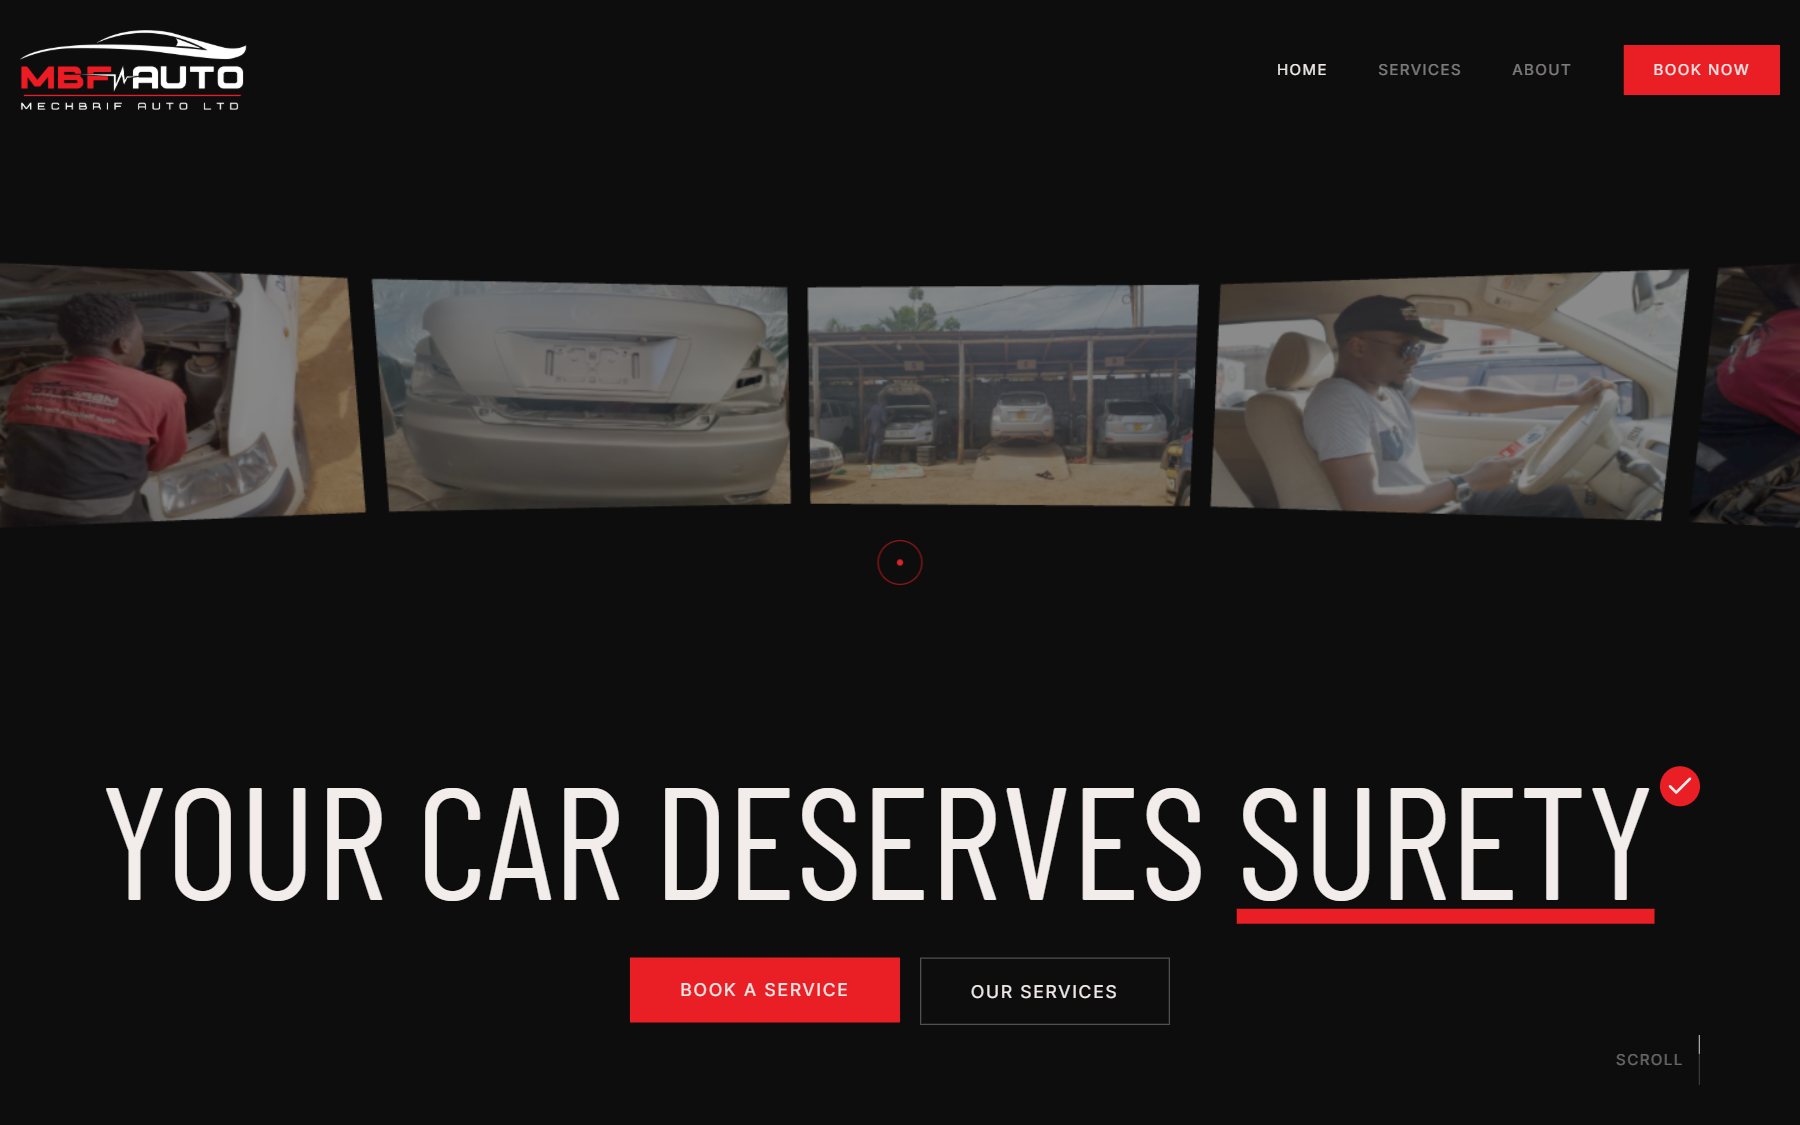 MBF AUTO
MECHBRIF AUTO LTD
HOME
SERVICES
ABOUT
BOOK NOW
YOUR CAR DESERVES SURETY
BOOK A SERVICE
OUR SERVICES
SCROLL